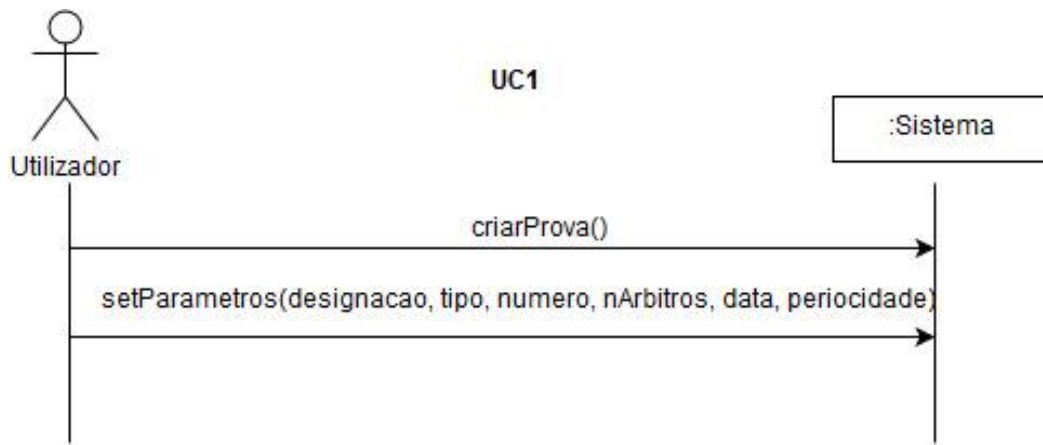 UC1
:Sistema
Utilizador
criarProva()
setParametros(designacao, tipo, numero, nArbitros, data, periocidade)